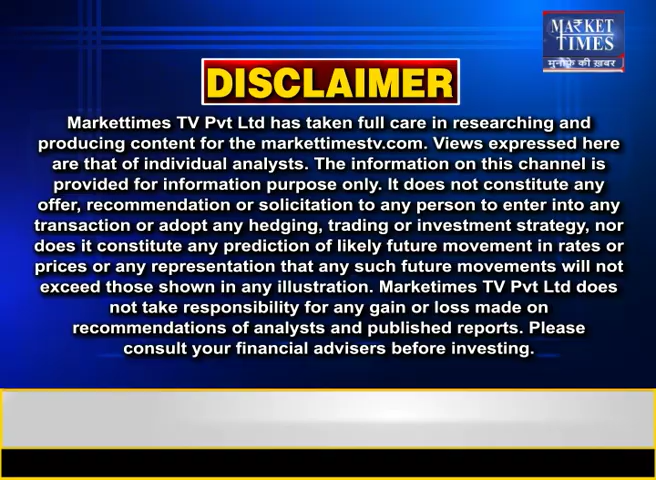 MA₹KET
TIMES
मुनाफ़े की ख़बर
DISCLAIMER
Markettimes TV Pvt Ltd has taken full care in researching and
producing content for the markettimestv.com. Views expressed here
are that of individual analysts. The information on this channel is
provided for information purpose only. It does not constitute any
offer, recommendation or solicitation to any person to enter into any
transaction or adopt any hedging, trading or investment strategy, nor
does it constitute any prediction of likely future movement in rates or
prices or any representation that any such future movements will not
exceed those shown in any illustration. Marketimes TV Pvt Ltd does
not take responsibility for any gain or loss made on
recommendations of analysts and published reports. Please
consult your financial advisers before investing.